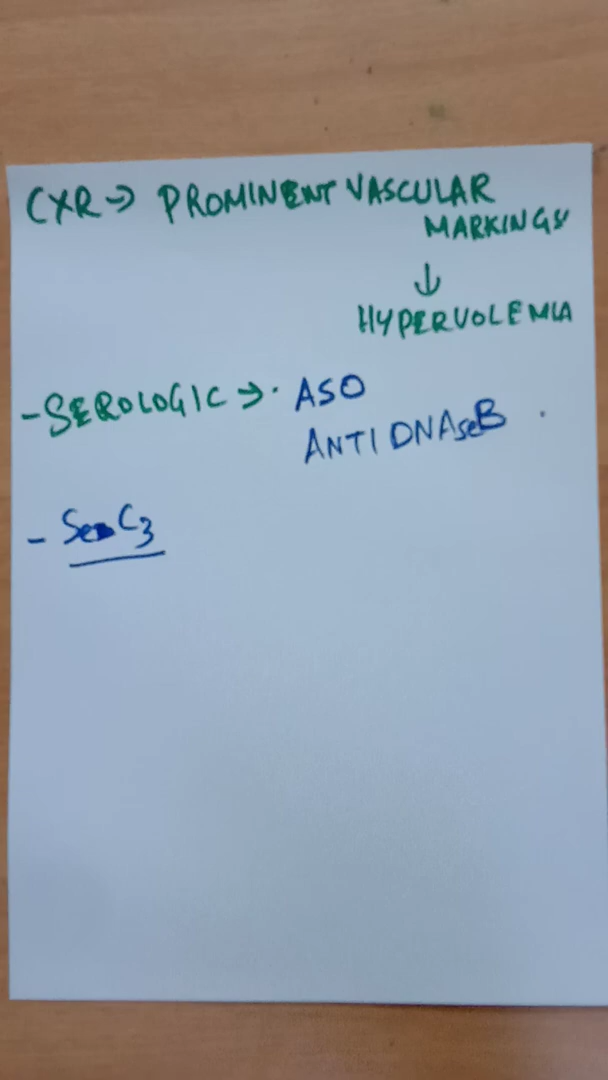 CXR → PROMINENT VASCULAR
MARKINGS
↓
HYPERVOLEMIA
- SEROLOGIC → · ASO
ANTI DNAseB
- C3